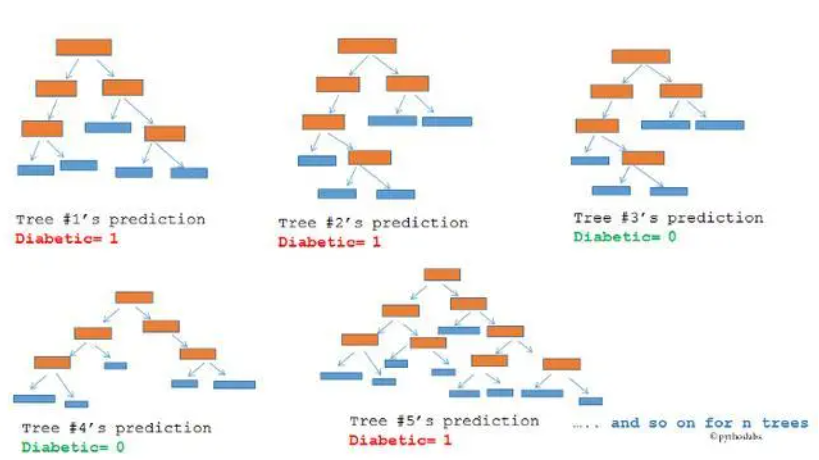 Tree #1's prediction
Diabetic= 1
Tree #2's prediction
Diabetic= 1
Tree #3's prediction
Diabetic= 0
Tree #4's prediction
Diabetic= 0
Tree #5's prediction
Diabetic= 1
..... and so on for n trees
©pytholabs